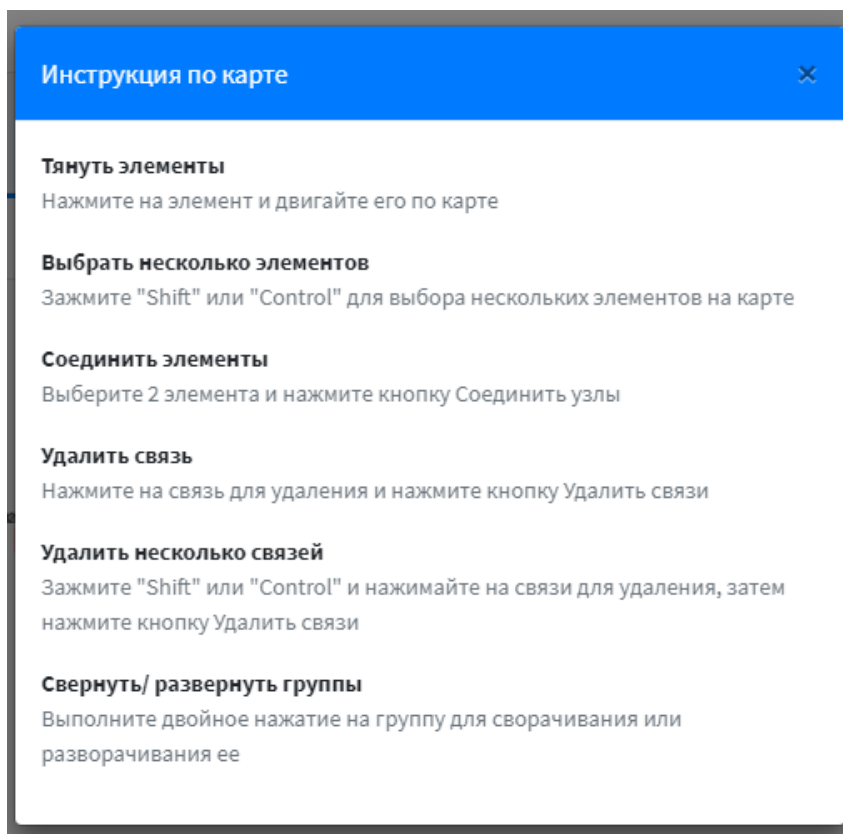 Инструкция по карте
×
Тянуть элементы
Нажмите на элемент и двигайте его по карте
Выбрать несколько элементов
Зажмите "Shift" или "Control" для выбора нескольких элементов на карте
Соединить элементы
Выберите 2 элемента и нажмите кнопку Соединить узлы
Удалить связь
Нажмите на связь для удаления и нажмите кнопку Удалить связи
Удалить несколько связей
Зажмите "Shift" или "Control" и нажимайте на связи для удаления, затем
нажмите кнопку Удалить связи
Свернуть/ развернуть группы
Выполните двойное нажатие на группу для сворачивания или
разворачивания ее